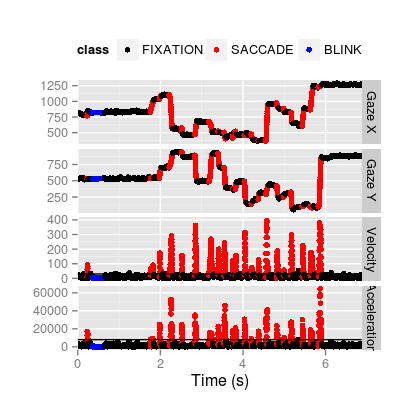 class FIXATION SACCADE BLINK
1250
1000
750
500
Gaze X
750
500
250
Gaze Y
400
300
200
100
0
Velocity
60000
40000
20000
0
Acceleration
0 2 4 6
Time (s)